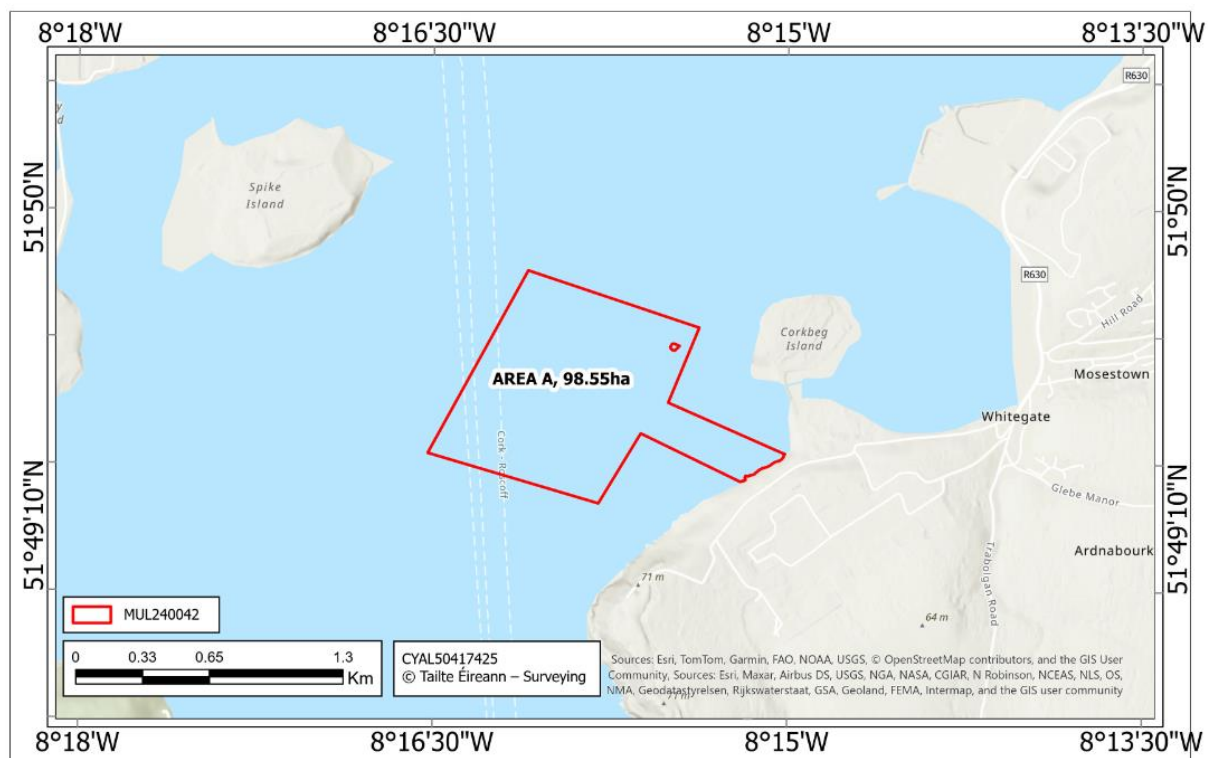 8°18'W 8°16'30"W 8°15'W 8°13'30"W
R630
Spike
Island
51°50'N
51°50'N
R630
Hill Road
Corkbeg
Island
AREA A, 98.55ha
Mosestown
Whitegate
Cork - Roscoff
51°49'10"N
51°49'10"N
Glebe Manor
Ardnabourk
Trabolgan Road
71 m
64 m
MUL240042
0 0.33 0.65 1.3
Km
CYAL50417425
© Tailte Éireann – Surveying
Sources: Esri, TomTom, Garmin, FAO, NOAA, USGS, © OpenStreetMap contributors, and the GIS User
Community, Sources: Esri, Maxar, Airbus DS, USGS, NGA, NASA, CGIAR, N Robinson, NCEAS, NLS, OS,
NMA, Geodatastyrelsen, Rijkswaterstaat, GSA, Geoland, FEMA, Intermap, and the GIS user community
8°18'W 8°16'30"W 8°15'W 8°13'30"W